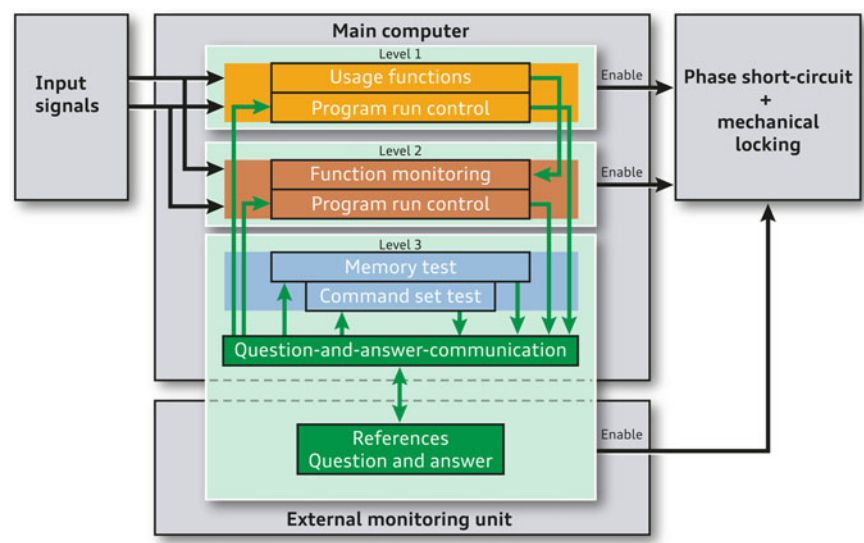 Main computer
Input
signals
Level 1
Usage functions
Program run control
Enable
Phase short-circuit
+
mechanical
locking
Level 2
Function monitoring
Program run control
Enable
Level 3
Memory test
Command set test
Question-and-answer-communication
References
Question and answer
Enable
External monitoring unit